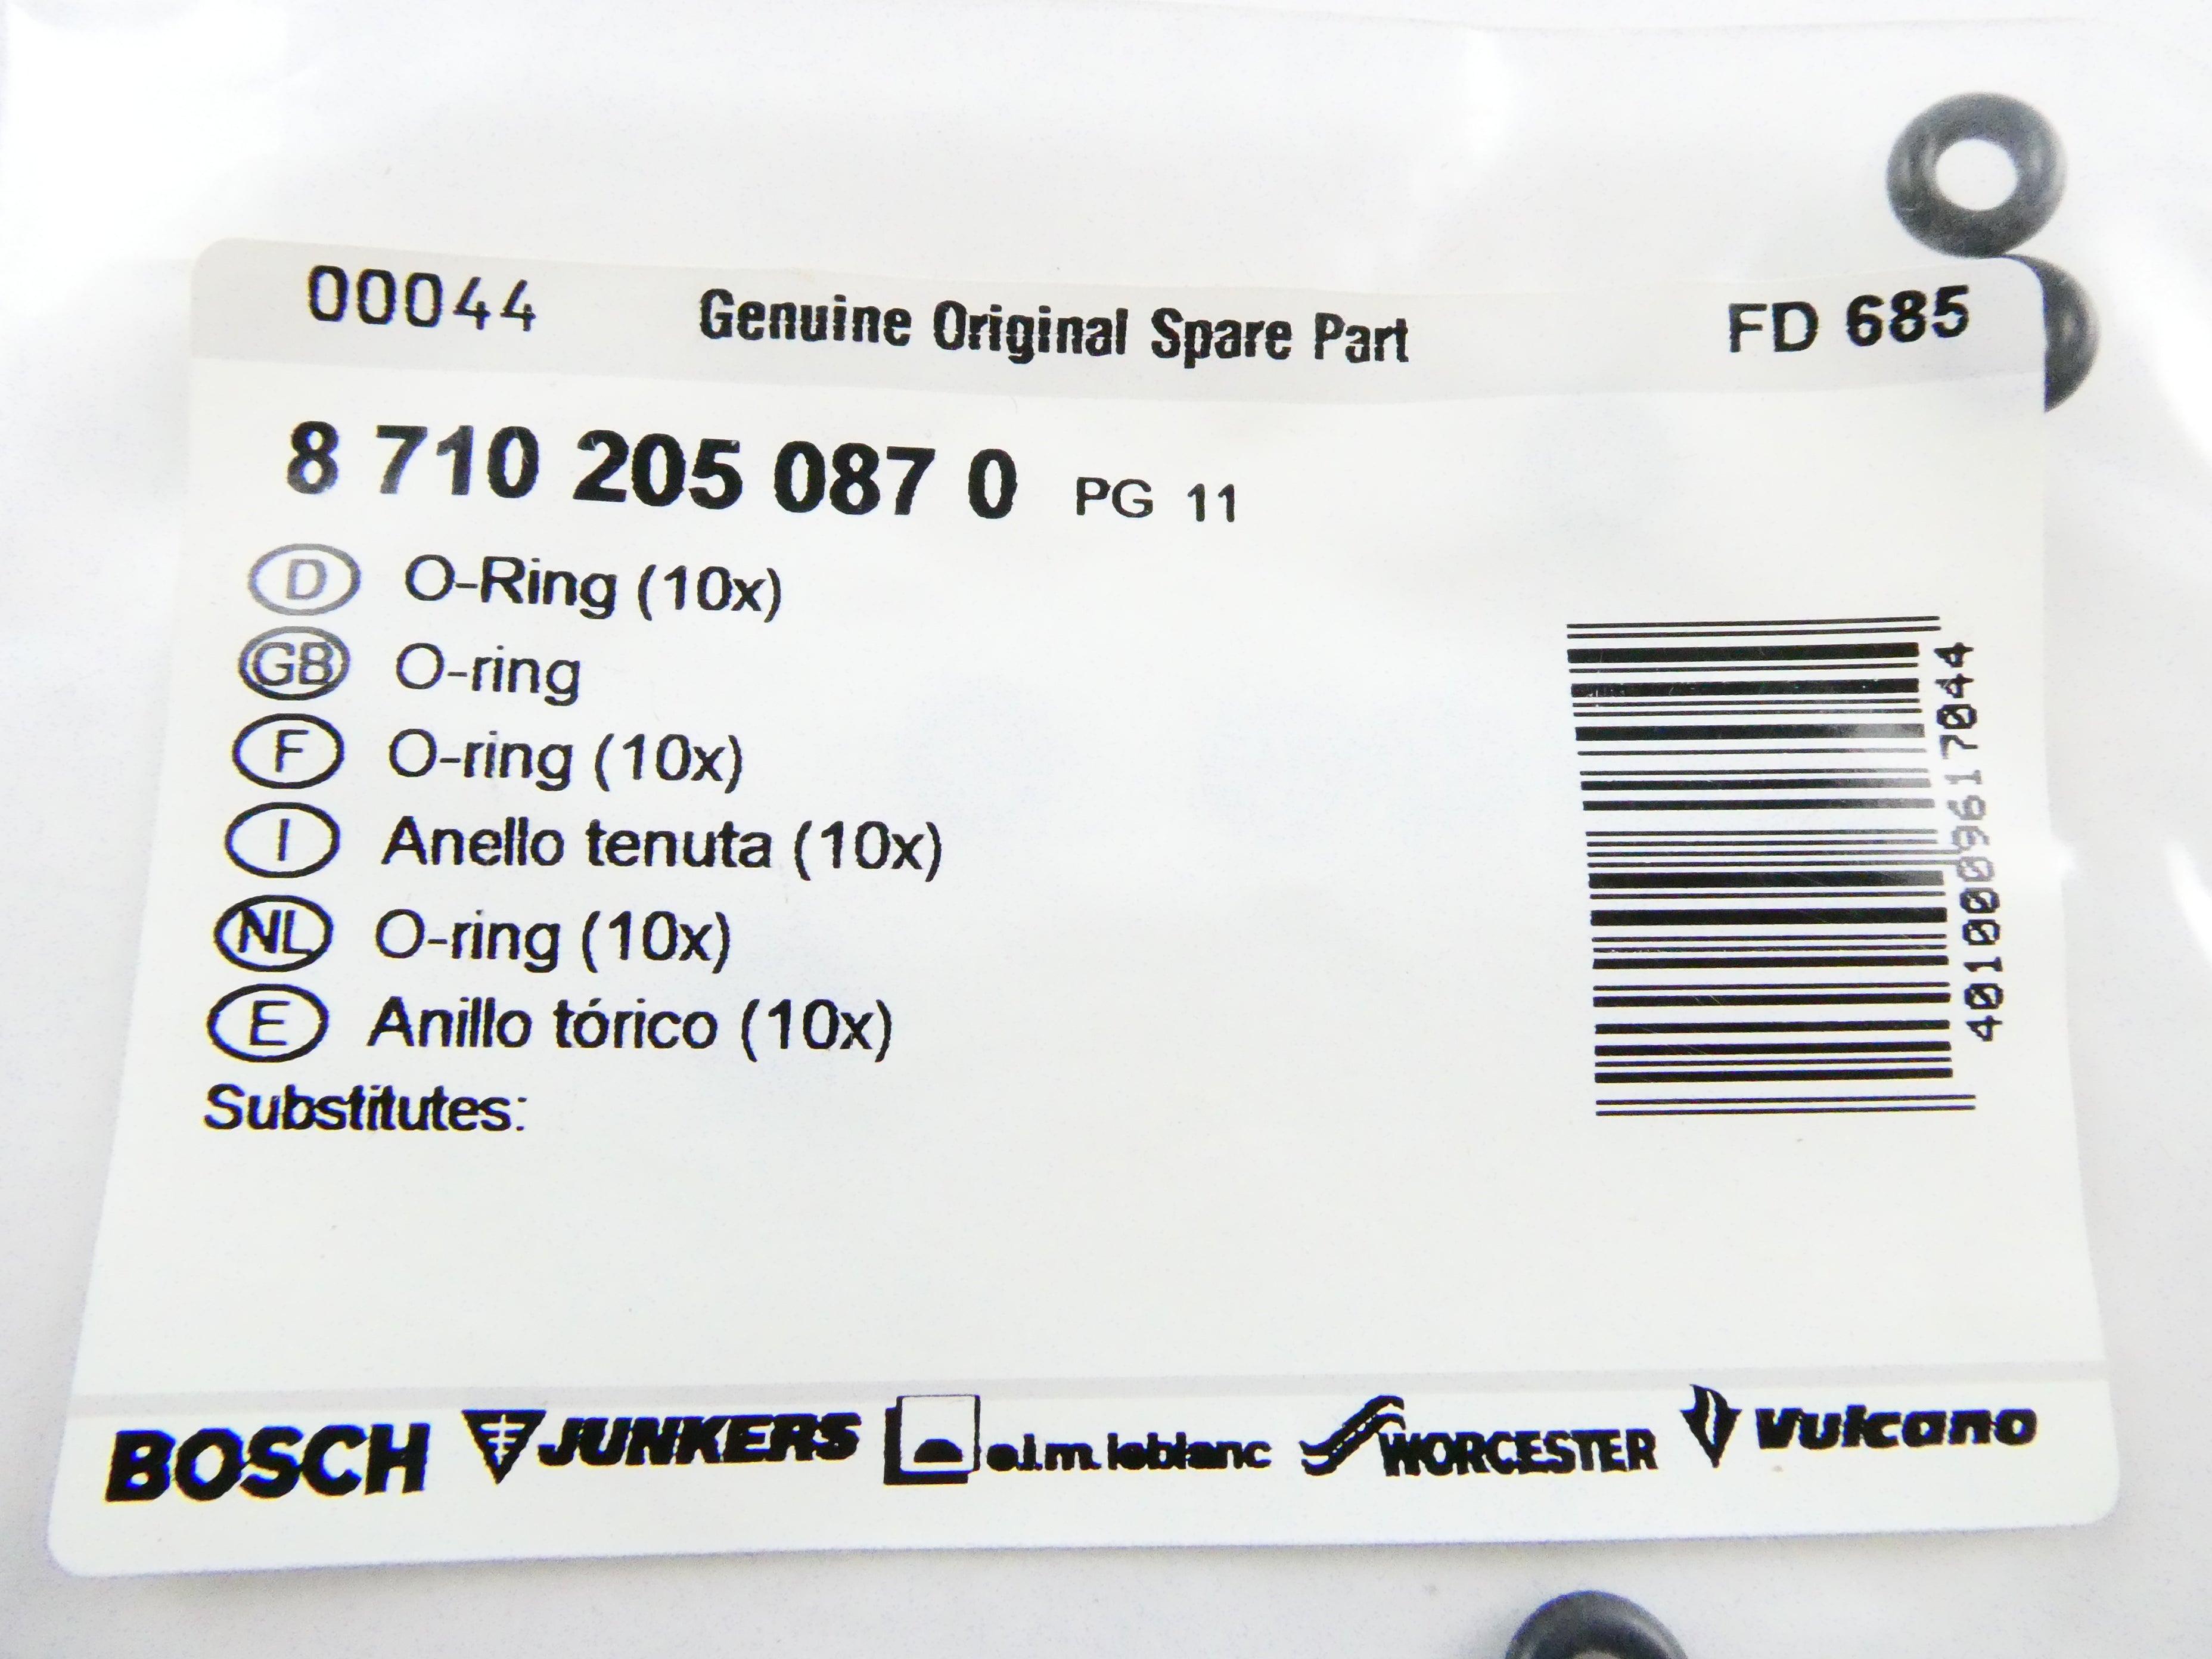 00044 Genuine Original Spare Part FD 685
8 710 205 087 0 PG 11
D O-Ring (10x)
GB O-ring
F O-ring (10x)
I Anello tenuta (10x)
NL O-ring (10x)
E Anillo tórico (10x)
Substitutes:
4010009617044
BOSCH JUNKERS e.l.m. leblanc WORCESTER Vulcano